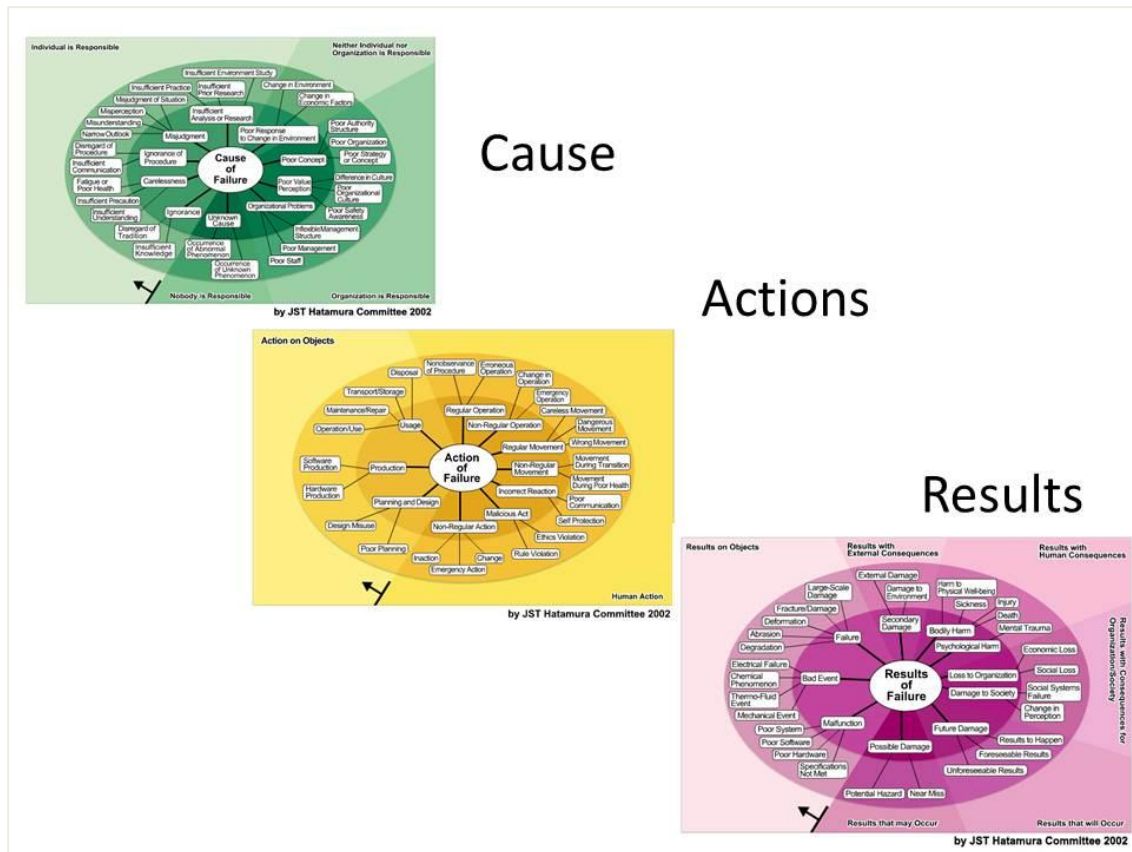 Individual is Responsible
Neither Individual nor
Organization is Responsible
Insufficient Environment Study
Insufficient Practice
Insufficient
Prior Research
Change in Environment
Change in
Economic Factors
Misjudgment of Situation
Misperception
Misunderstanding
Narrow Outlook
Misjudgment
Insufficient
Analysis or Research
Poor Response
to Change in Environment
Poor Authority
Structure
Poor Organization
Poor Strategy
or Concept
Poor Concept
Disregard of
Procedure
Ignorance of
Procedure
Cause
of
Failure
Insufficient
Communication
Carelessness
Poor Value
Perception
Difference in Culture
Poor
Organizational
Culture
Poor Safety
Awareness
Fatigue or
Poor Health
Insufficient Precaution
Insufficient
Understanding
Ignorance
Unknown
Cause
Organizational Problems
Disregard of
Tradition
Insufficient
Knowledge
Occurrence
of Abnormal
Phenomenon
Occurrence
of Unknown
Phenomenon
Inflexible Management
Structure
Poor Management
Poor Staff
Nobody is Responsible
Organization is Responsible
by JST Hatamura Committee 2002
Cause
Actions
Action on Objects
Disposal
Nonobservance
of Procedure
Erroneous
Operation
Change in
Operation
Emergency
Operation
Transport/Storage
Maintenance/Repair
Operation/Use
Usage
Regular Operation
Non-Regular Operation
Careless Movement
Dangerous
Movement
Wrong Movement
Regular Movement
Software
Production
Hardware
Production
Production
Action
of
Failure
Non-Regular
Movement
Movement
During Transition
Movement
During Poor Health
Planning and Design
Incorrect Reaction
Poor
Communication
Self Protection
Design Misuse
Poor Planning
Non-Regular Action
Malicious Act
Ethics Violation
Rule Violation
Inaction
Emergency Action
Change
Human Action
by JST Hatamura Committee 2002
Results
Results on Objects
Results with
External Consequences
Results with
Human Consequences
External Damage
Damage to
Environment
Harm to
Physical Well-being
Sickness
Injury
Death
Mental Trauma
Large-Scale
Damage
Fracture/Damage
Deformation
Abrasion
Degradation
Failure
Secondary
Damage
Bodily Harm
Psychological Harm
Results with Consequences for
Organization/Society
Economic Loss
Social Loss
Loss to Organization
Electrical Failure
Chemical
Phenomenon
Thermo-Fluid
Event
Mechanical Event
Bad Event
Results
of
Failure
Damage to Society
Social Systems
Failure
Change in
Perception
Poor System
Poor Software
Poor Hardware
Specifications
Not Met
Malfunction
Possible Damage
Future Damage
Results to Happen
Foreseeable Results
Unforeseeable Results
Potential Hazard
Near Miss
Results that may Occur
Results that will Occur
by JST Hatamura Committee 2002